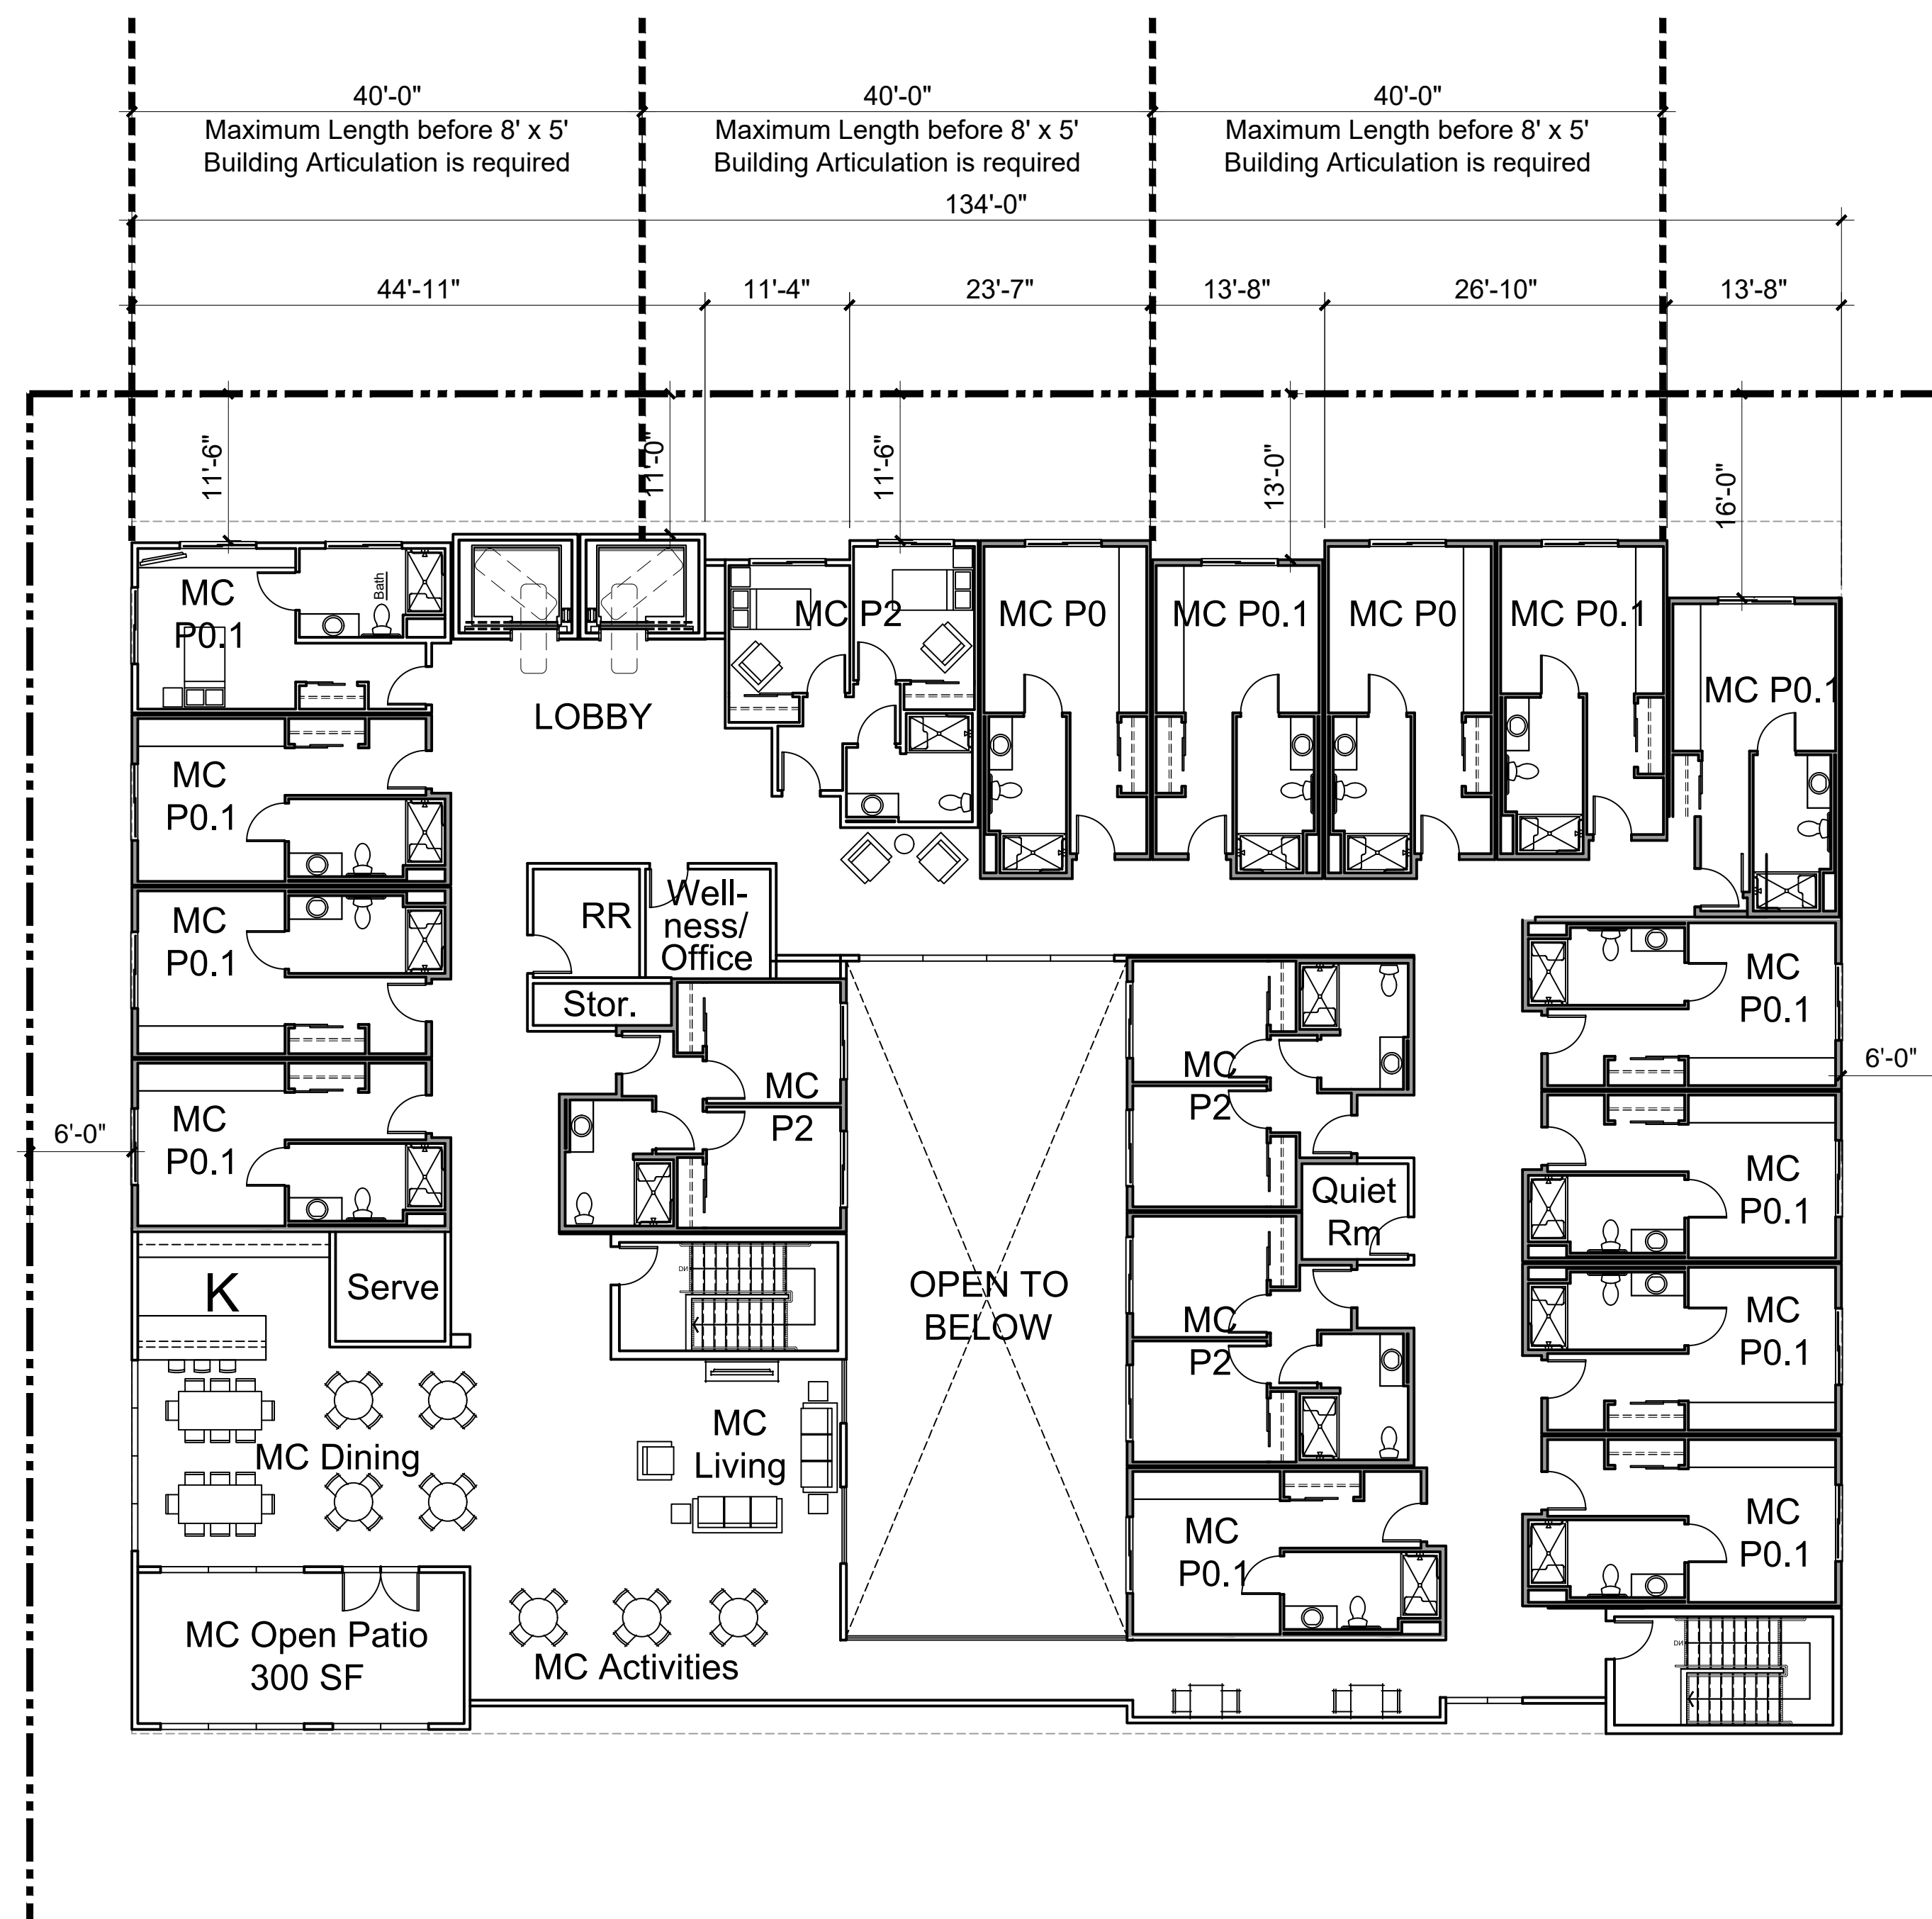 40'-0"
40'-0"
40'-0"
Maximum Length before 8' x 5'
Building Articulation is required
Maximum Length before 8' x 5'
Building Articulation is required
Maximum Length before 8' x 5'
Building Articulation is required
134'-0"
44'-11"
11'-4"
23'-7"
13'-8"
26'-10"
13'-8"
11'-6"
11'-0"
11'-6"
13'-0"
16'-0"
MC
P0.1
Bath
MC P2
MC P0
MC P0.1
MC P0
MC P0.1
MC P0.1
LOBBY
MC
P0.1
MC
P0.1
RR
Well-
ness/
Office
Stor.
MC
P0.1
MC
P0.1
6'-0"
MC
P2
MC
P2
6'-0"
Quiet
Rm
MC
P0.1
K
Serve
DN
OPEN TO
BELOW
MC
P2
MC
P0.1
MC Dining
MC
Living
MC
P0.1
MC
P0.1
MC Open Patio
300 SF
MC Activities
DN